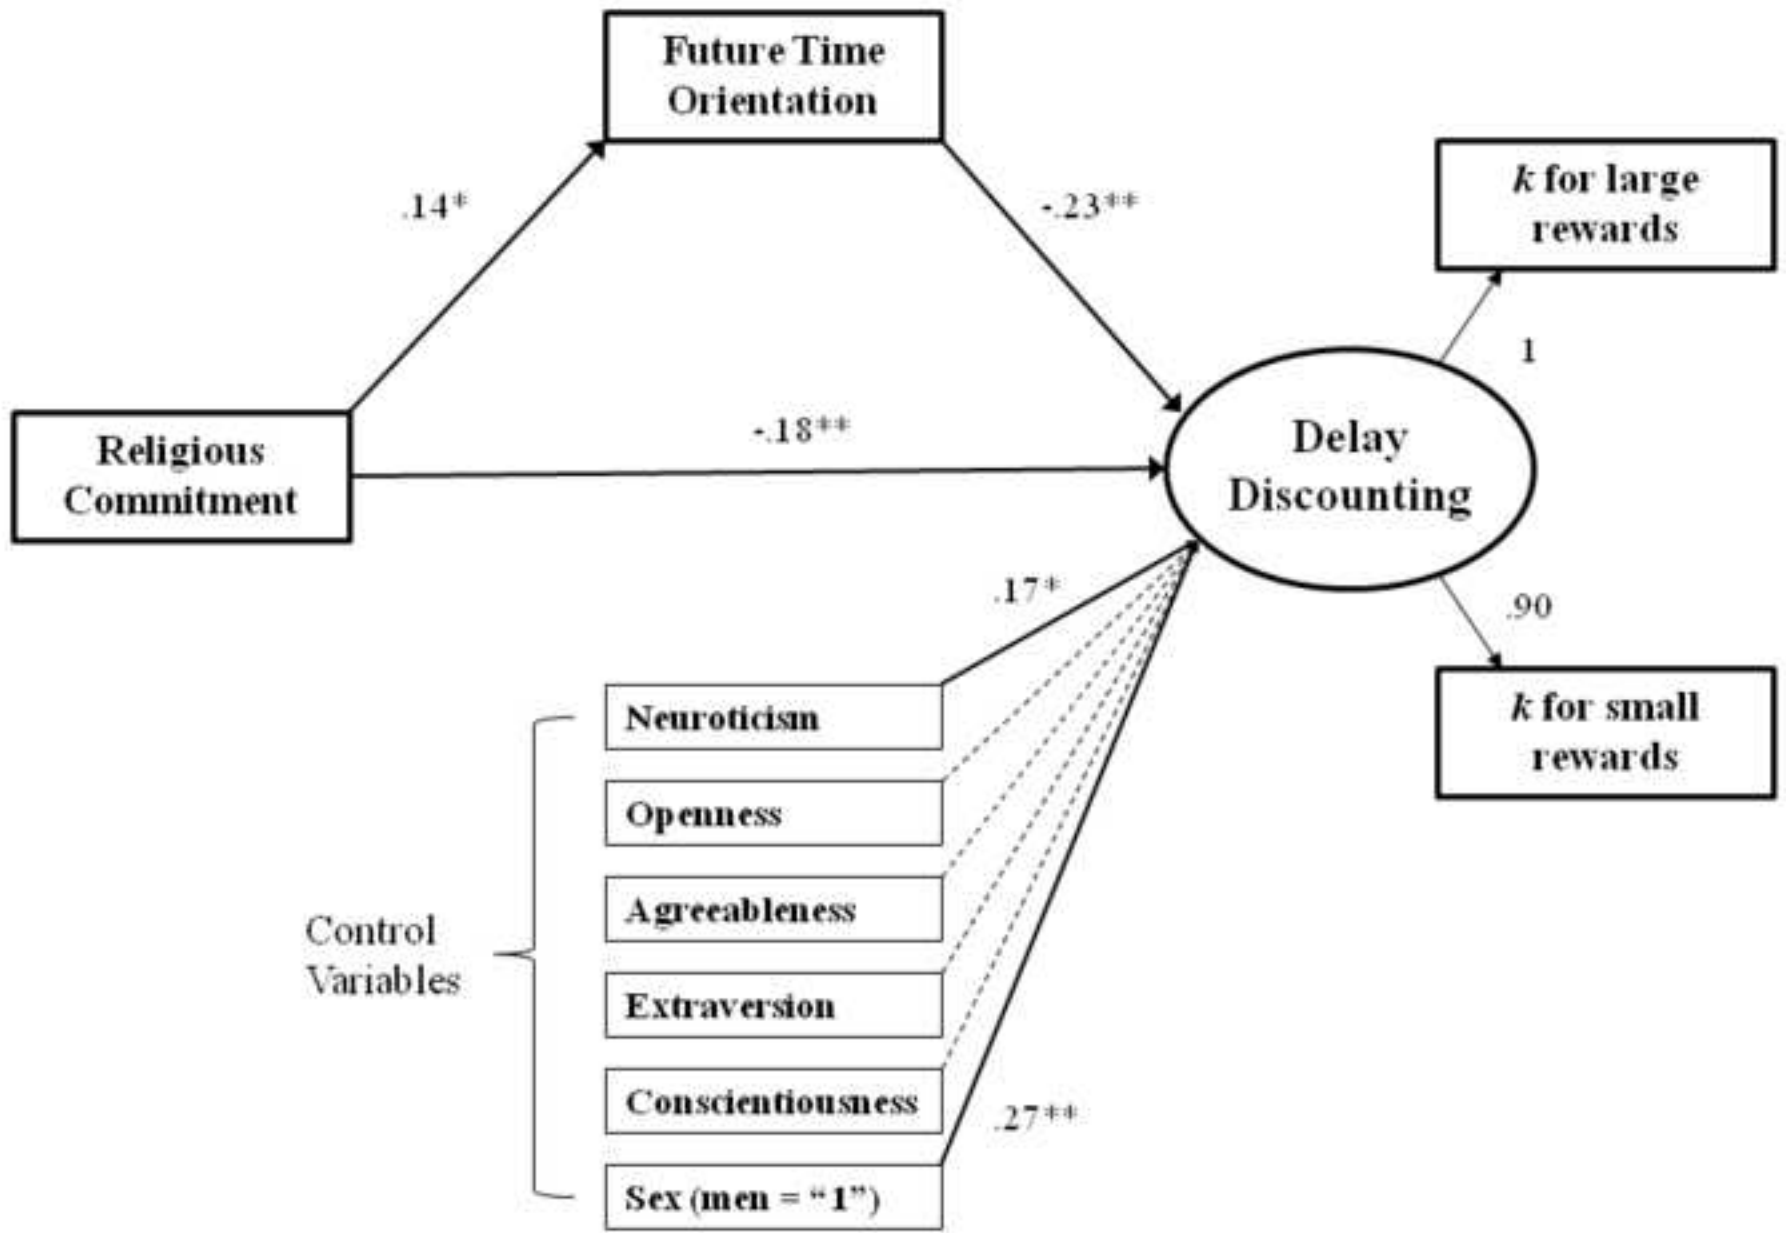 Future Time
Orientation
k for large
rewards
.14*
-.23**
1
Religious
Commitment
-.18**
Delay
Discounting
.17*
.90
k for small
rewards
Control
Variables
Neuroticism
Openness
Agreeableness
Extraversion
Conscientiousness
Sex (men = “1”)
.27**